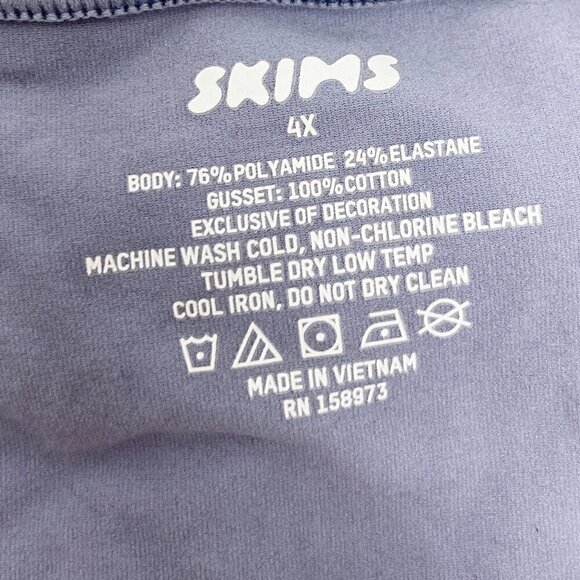 SKIMS
4X
BODY: 76% POLYAMIDE 24% ELASTANE
GUSSET: 100% COTTON
EXCLUSIVE OF DECORATION
MACHINE WASH COLD, NON-CHLORINE BLEACH
TUMBLE DRY LOW TEMP
COOL IRON, DO NOT DRY CLEAN
MADE IN VIETNAM
RN 158973